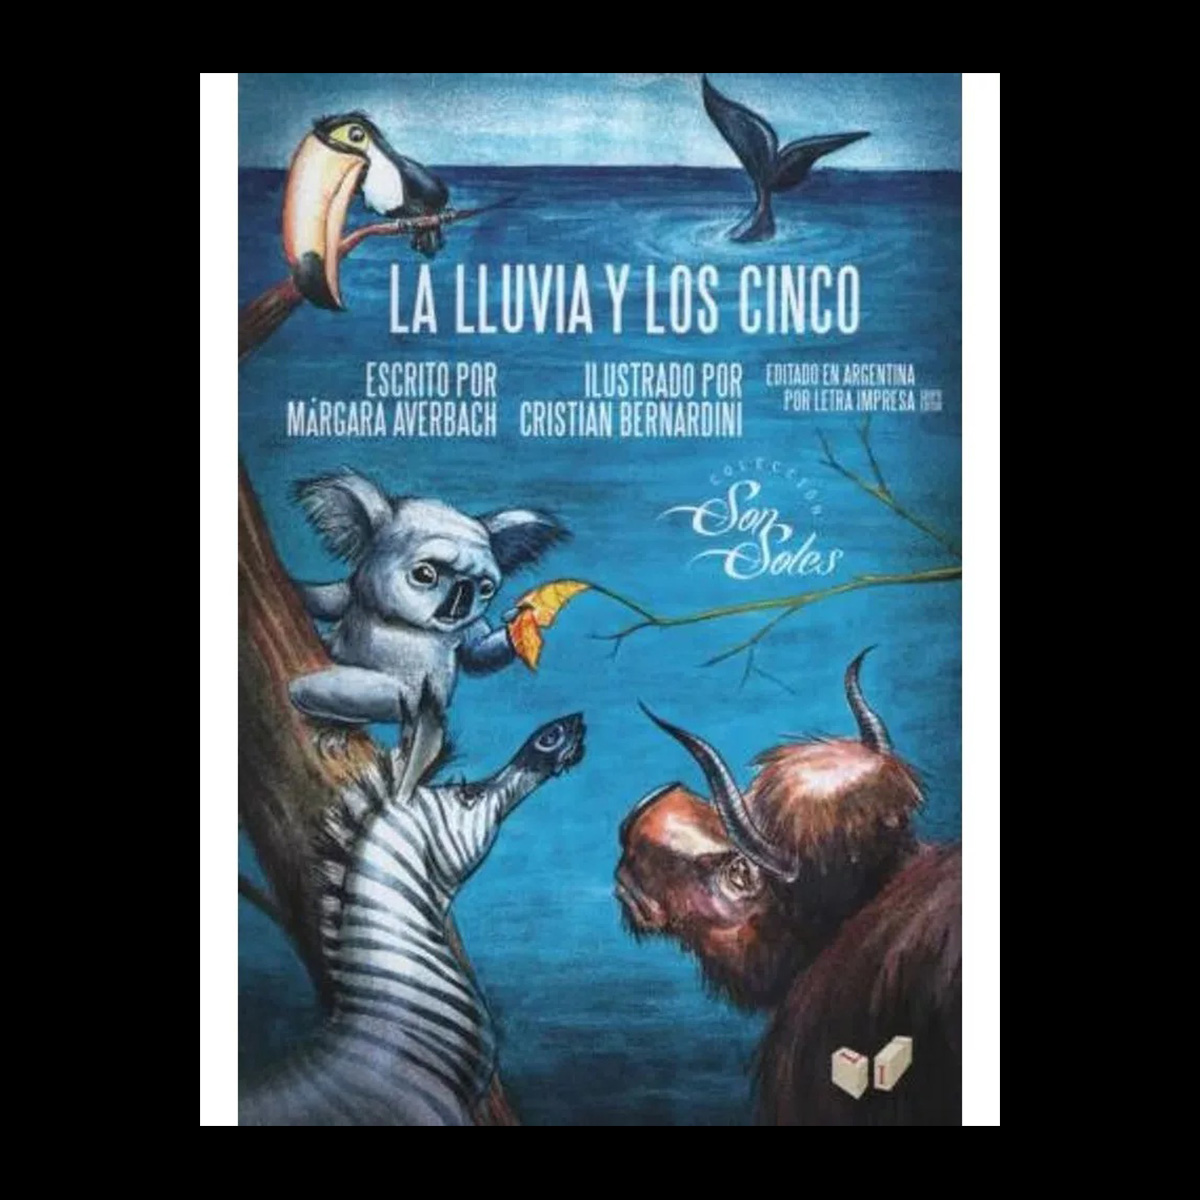 LA LLUVIA Y LOS CINCO
ESCRITO POR
MÁRGARA AVERBACH
ILUSTRADO POR
CRISTIAN BERNARDINI
EDITADO EN ARGENTINA
POR LETRA IMPRESA
COLECCIÓN
Son
Soles